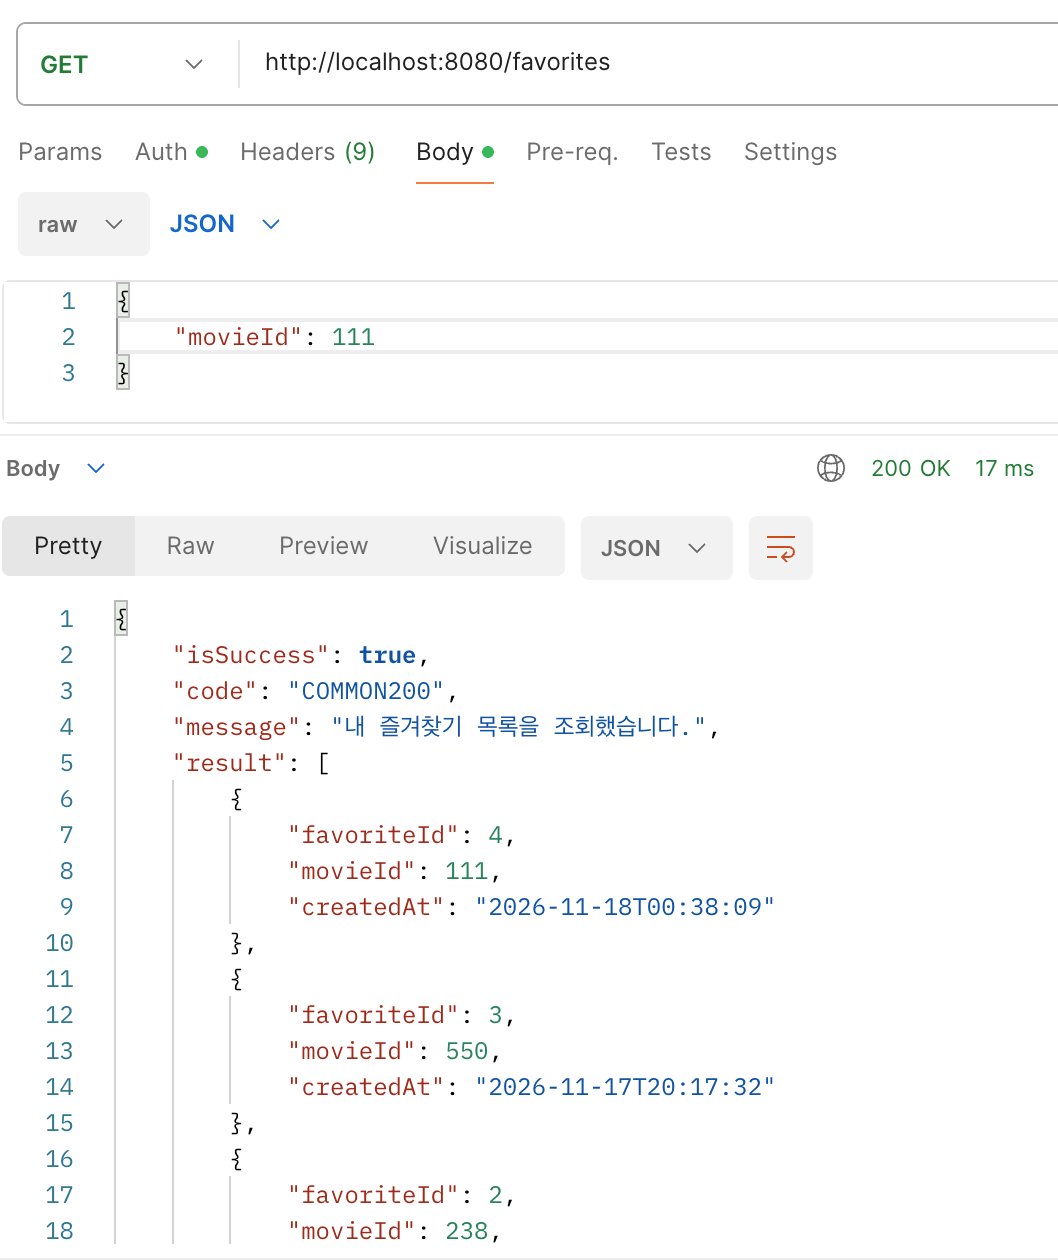 GET http://localhost:8080/favorites
Params Auth Headers (9) Body Pre-req. Tests Settings
raw JSON
1 {
2 "movieId": 111
3 }
Body 200 OK 17 ms
Pretty Raw Preview Visualize JSON
1 {
2 "isSuccess": true,
3 "code": "COMMON200",
4 "message": "내 즐겨찾기 목록을 조회했습니다.",
5 "result": [
6 {
7 "favoriteId": 4,
8 "movieId": 111,
9 "createdAt": "2026-11-18T00:38:09"
10 },
11 {
12 "favoriteId": 3,
13 "movieId": 550,
14 "createdAt": "2026-11-17T20:17:32"
15 },
16 {
17 "favoriteId": 2,
18 "movieId": 238,